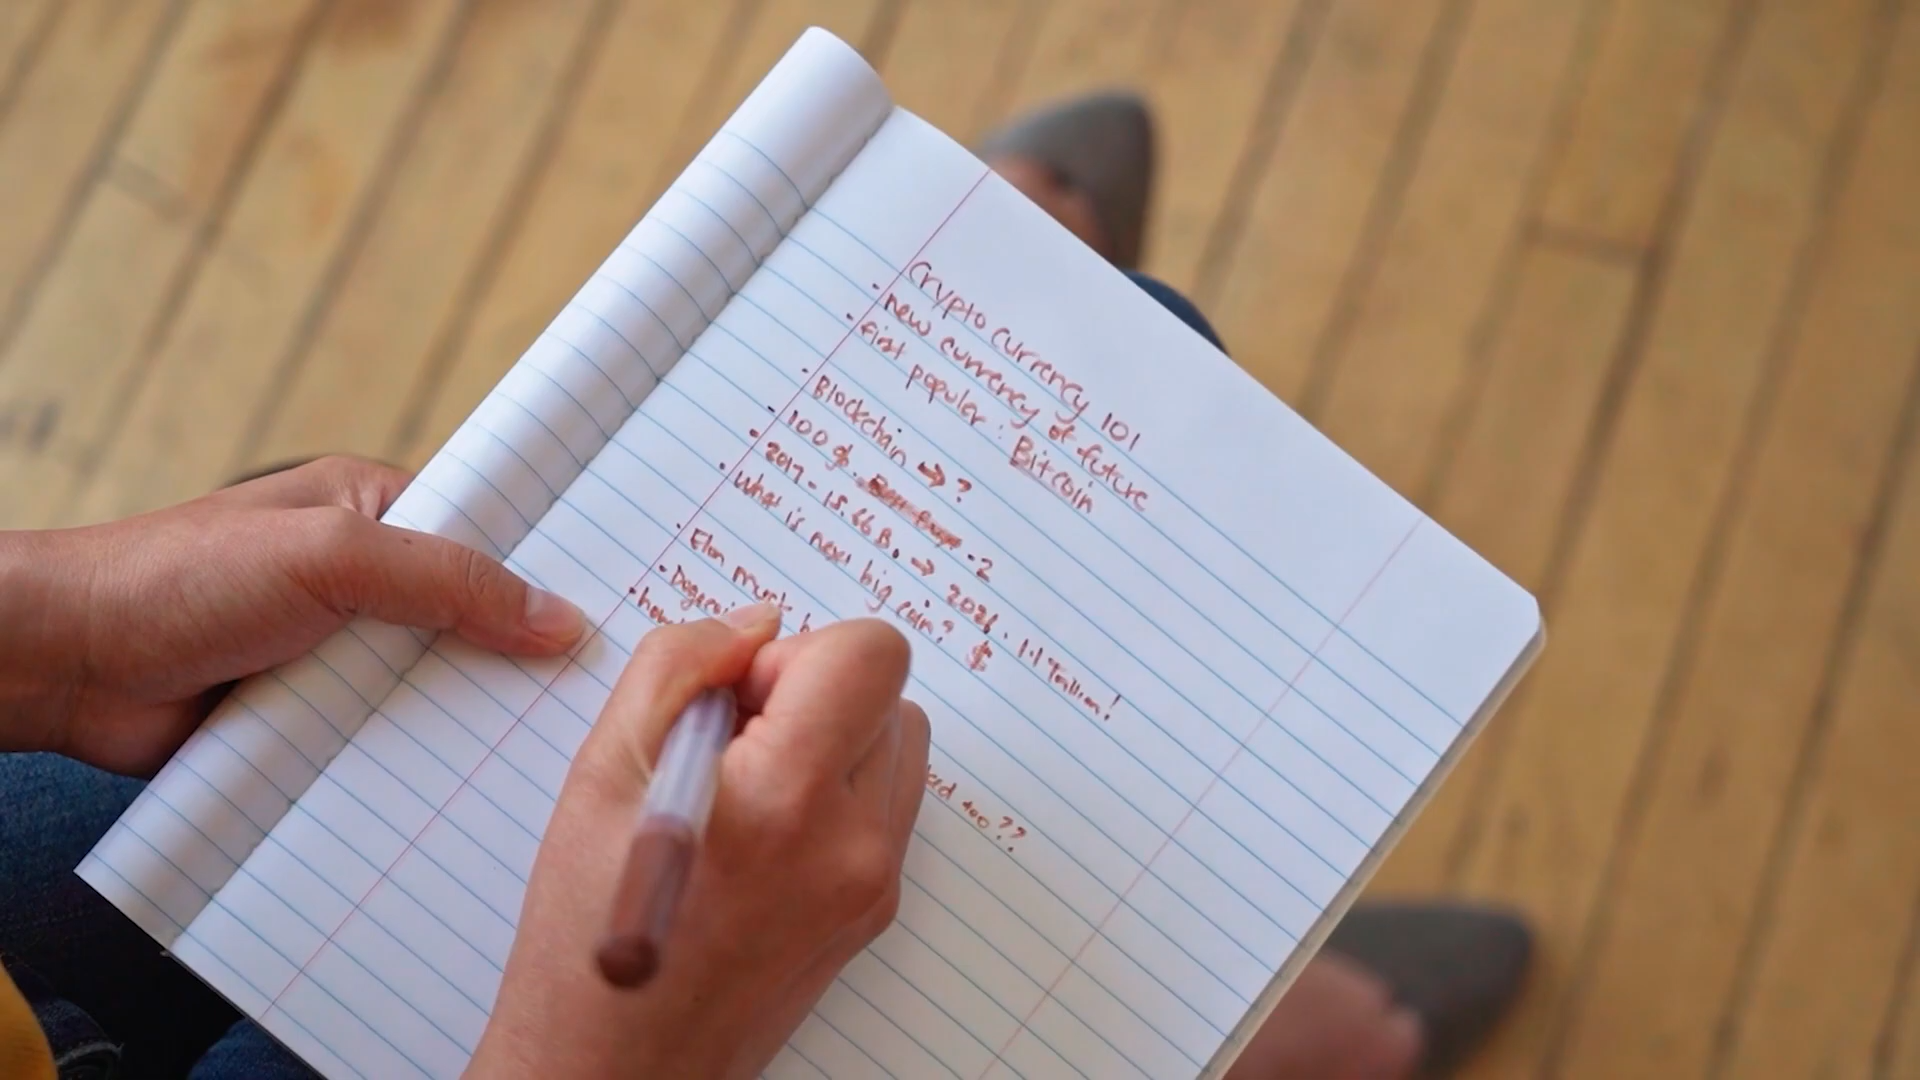 Crypto Currency 101
- new currency of future
- first popular : Bitcoin
- Blockchain → ?
- 100 $. -2
- 2017 - 15.66 B. → 2021. 1.1 Trillion!
- What is next big coin? $
- Elon musk
- Dogecoin
too ??